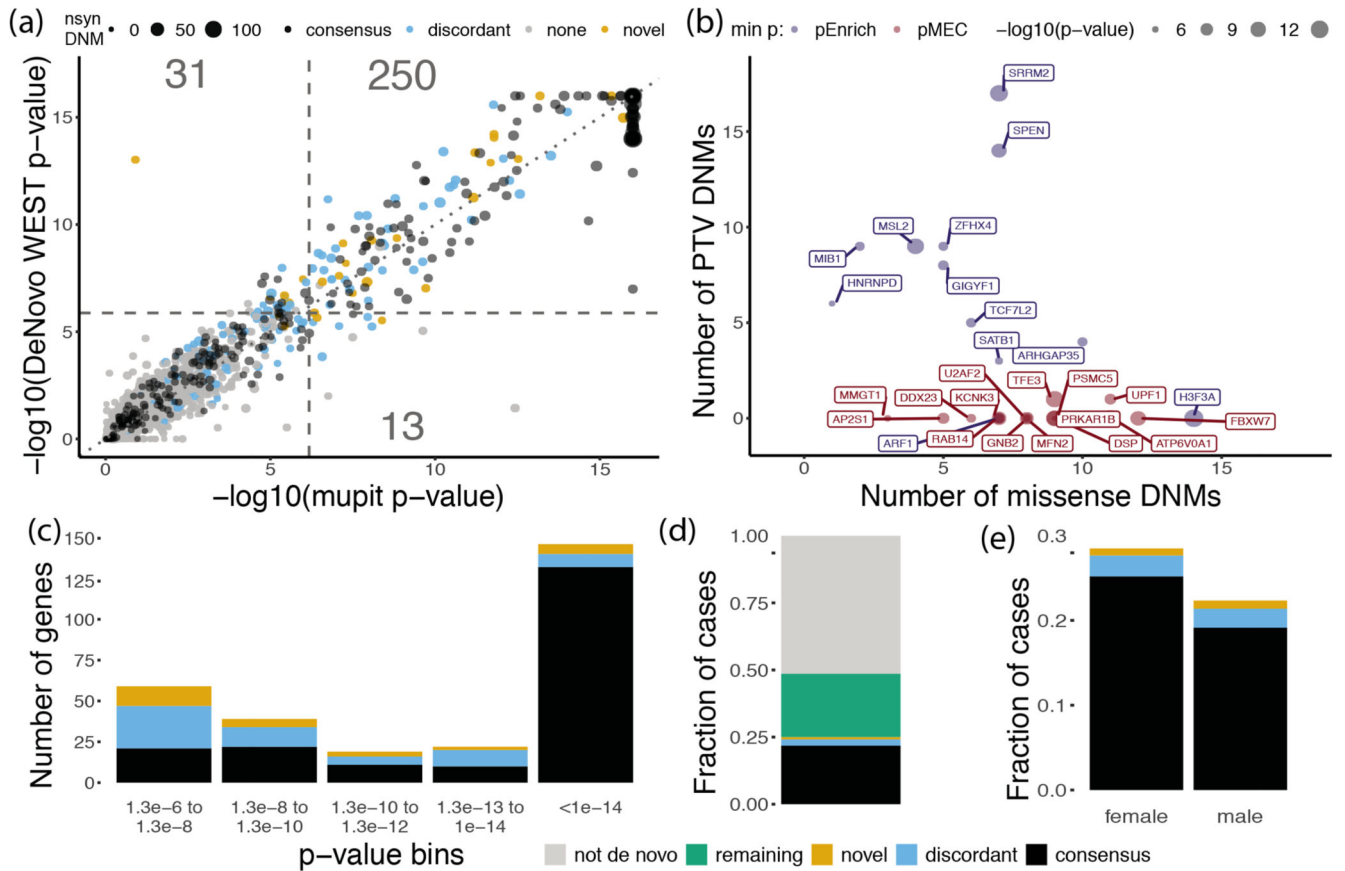 (a) nsyn DNM 0 50 100 consensus discordant none novel
31 250
13
−log10(DeNovo WEST p−value)
15
10
5
0
0 5 10 15
−log10(mupit p−value)
(b) min p: pEnrich pMEC −log10(p−value) 6 9 12
Number of PTV DNMs
15
10
5
0
SRRM2
SPEN
MSL2 ZFHX4
MIB1
HNRNPD GIGYF1
TCF7L2
SATB1 ARHGAP35
U2AF2 TFE3 PSMC5
MMGT1 DDX23 KCNK3 UPF1 H3F3A
AP2S1 PRKAR1B FBXW7
ARF1 RAB14 GNB2 MFN2 DSP ATP6V0A1
0 5 10 15
Number of missense DNMs
(c)
Number of genes
150
125
100
75
50
25
0
1.3e−6 to 1.3e−8 to 1.3e−10 to 1.3e−13 to <1e−14
1.3e−8 1.3e−10 1.3e−12 1e−14
p−value bins
(d)
Fraction of cases
1.00
0.75
0.50
0.25
0.00
(e)
Fraction of cases
0.3
0.2
0.1
0.0
female male
not de novo remaining novel discordant consensus